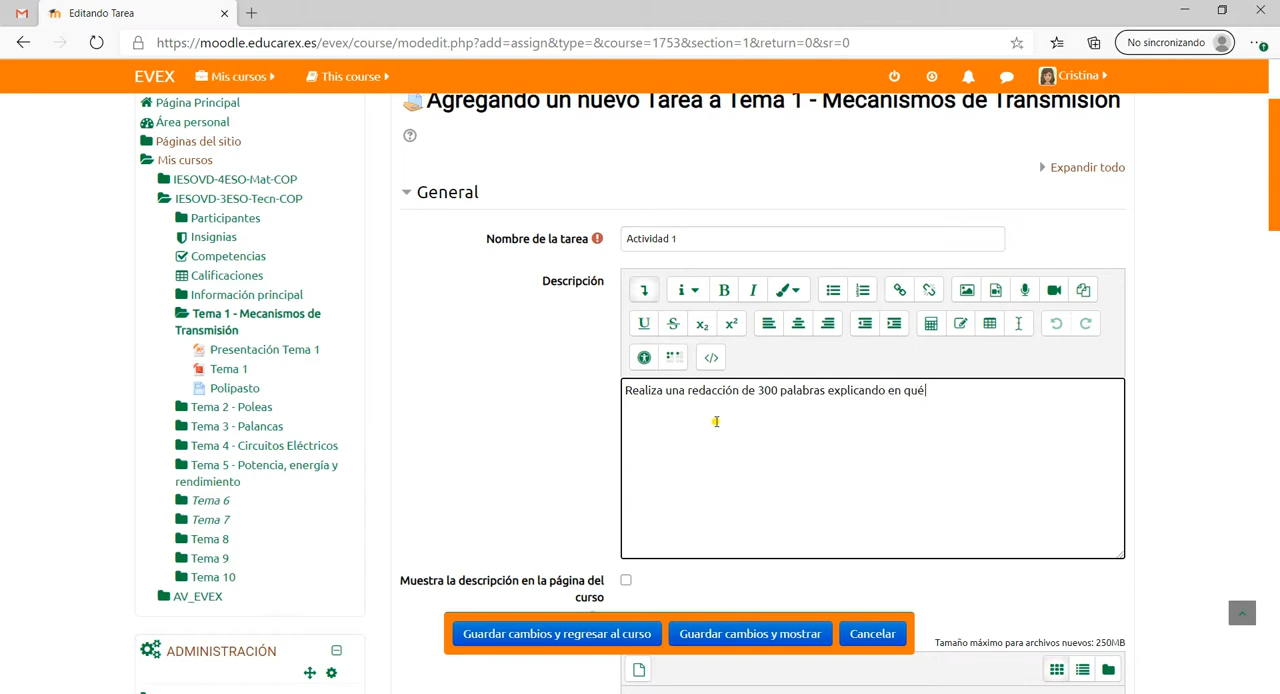 Editando Tarea
https://moodle.educarex.es/evex/course/modedit.php?add=assign&type=&course=1753&section=1&return=0&sr=0
No sincronizando
EVEX
Mis cursos
This course
Cristina
Página Principal
Área personal
Páginas del sitio
Mis cursos
IESOVD-4ESO-Mat-COP
IESOVD-3ESO-Tecn-COP
Participantes
Insignias
Competencias
Calificaciones
Información principal
Tema 1 - Mecanismos de
Transmisión
Presentación Tema 1
Tema 1
Polipasto
Tema 2 - Poleas
Tema 3 - Palancas
Tema 4 - Circuitos Eléctricos
Tema 5 - Potencia, energía y
rendimiento
Tema 6
Tema 7
Tema 8
Tema 9
Tema 10
AV_EVEX
ADMINISTRACIÓN
Agregando un nuevo Tarea a Tema 1 - Mecanismos de Transmisión
Expandir todo
General
Nombre de la tarea
Actividad 1
Descripción
Realiza una redacción de 300 palabras explicando en qué
Muestra la descripción en la página del
curso
Guardar cambios y regresar al curso
Guardar cambios y mostrar
Cancelar
Tamaño máximo para archivos nuevos: 250MB